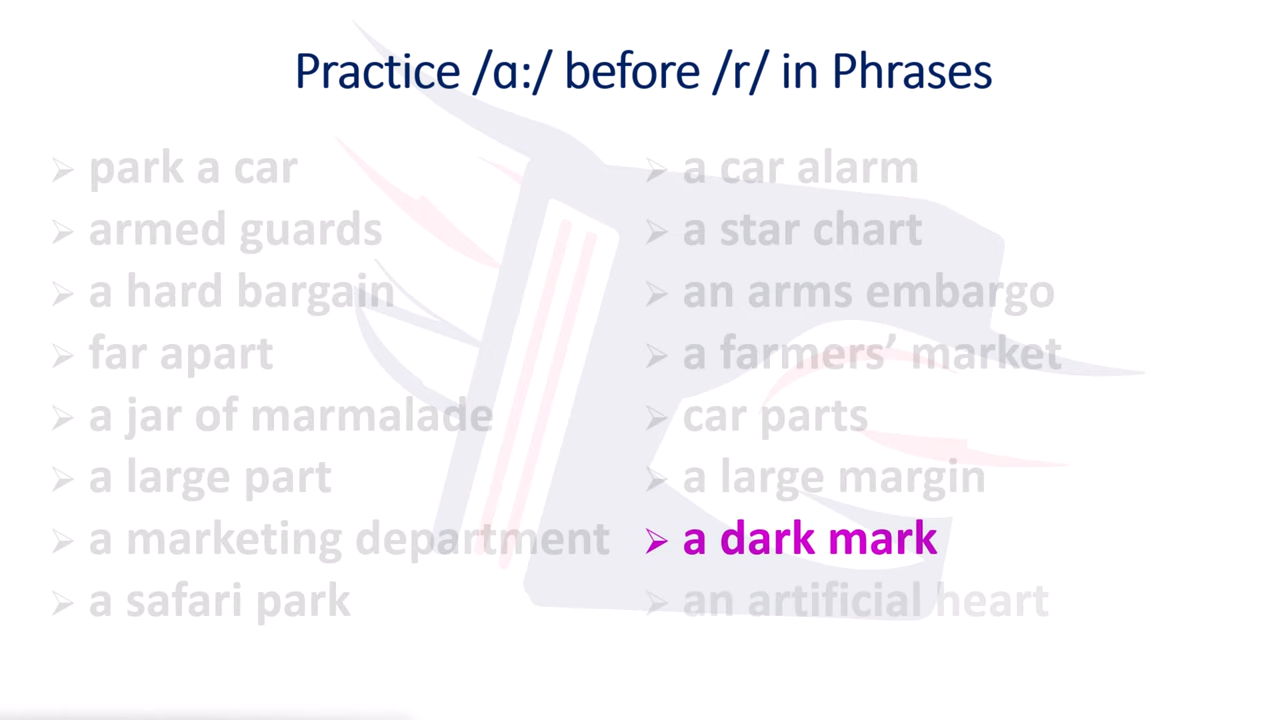 Practice /ɑ:/ before /r/ in Phrases
➢ park a car
➢ armed guards
➢ a hard bargain
➢ far apart
➢ a jar of marmalade
➢ a large part
➢ a marketing department
➢ a safari park
➢ a car alarm
➢ a star chart
➢ an arms embargo
➢ a farmers’ market
➢ car parts
➢ a large margin
➢ a dark mark
➢ an artificial heart